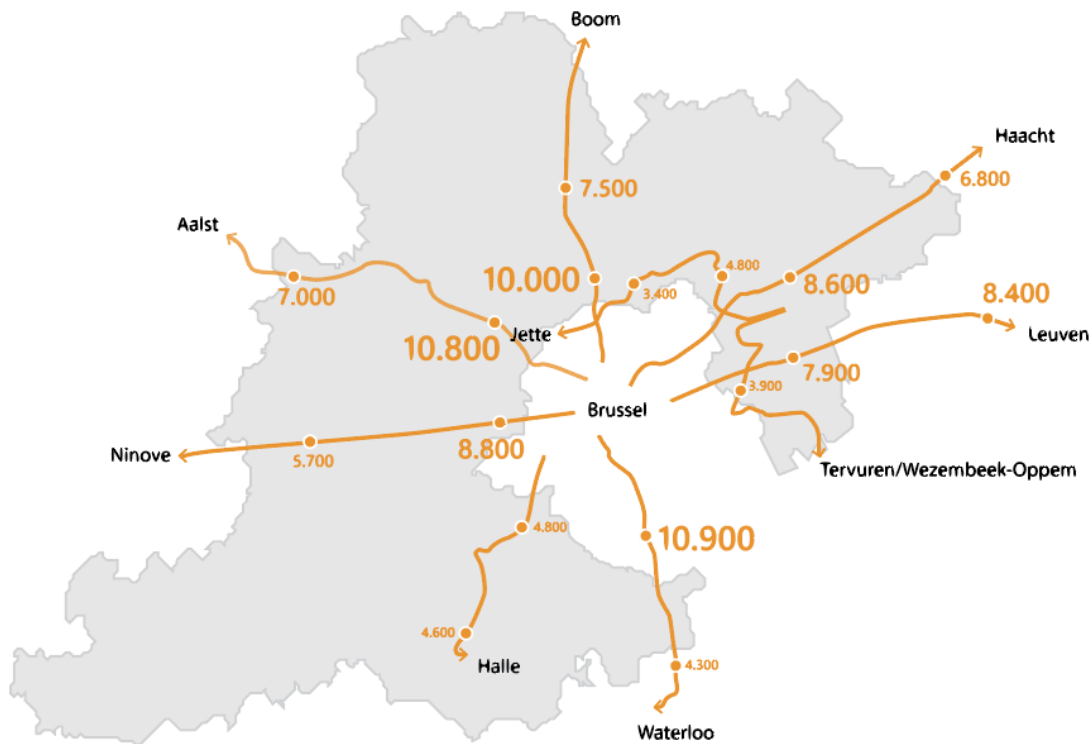 Boom
Haacht
6.800
7.500
Aalst
7.000
10.000
3.400
4.800
8.600
8.400
Leuven
Jette
10.800
7.900
3.900
Brussel
Ninove
5.700
8.800
Tervuren/Wezembeek-Oppem
4.800
10.900
4.600
Halle
4.300
Waterloo